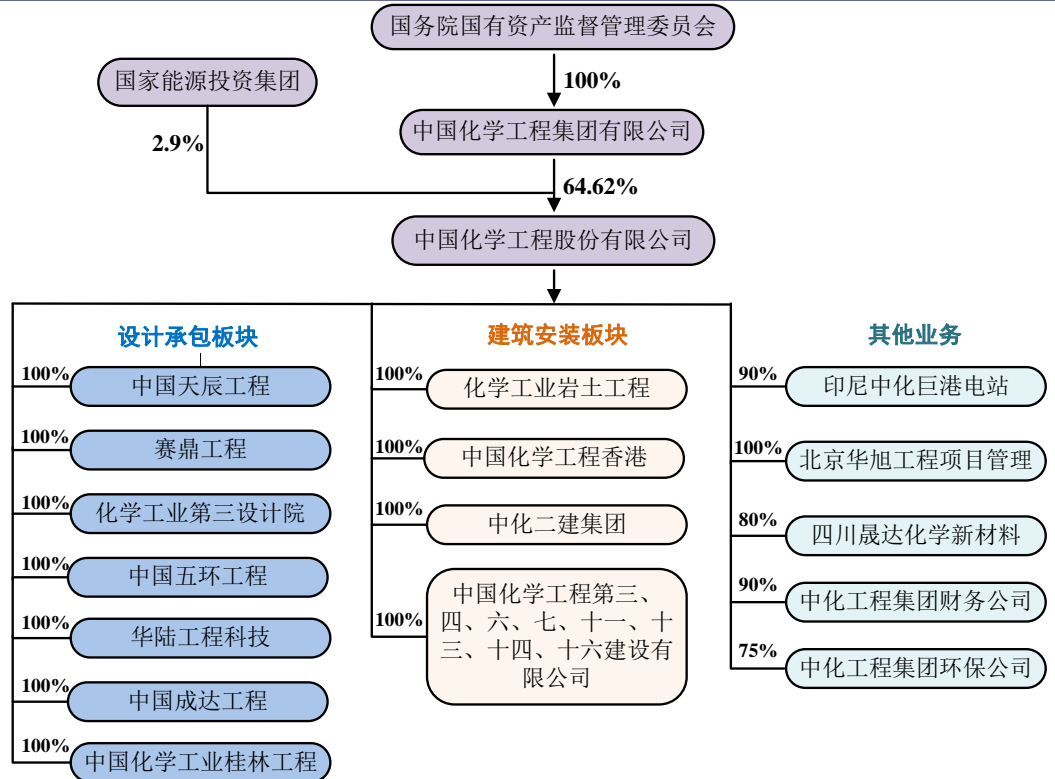 国务院国有资产监督管理委员会
国家能源投资集团
100%
中国化学工程集团有限公司
2.9%
64.62%
中国化学工程股份有限公司
设计承包板块
100%
中国天辰工程
100%
赛鼎工程
100%
化学工业第三设计院
100%
中国五环工程
100%
华陆工程科技
100%
中国成达工程
100%
中国化学工业桂林工程
建筑安装板块
100%
化学工业岩土工程
100%
中国化学工程香港
100%
中化二建集团
100%
中国化学工程第三、
四、六、七、十一、十
三、十四、十六建设有
限公司
其他业务
90%
印尼中化巨港电站
100%
北京华旭工程项目管理
80%
四川晟达化学新材料
90%
中化工程集团财务公司
75%
中化工程集团环保公司